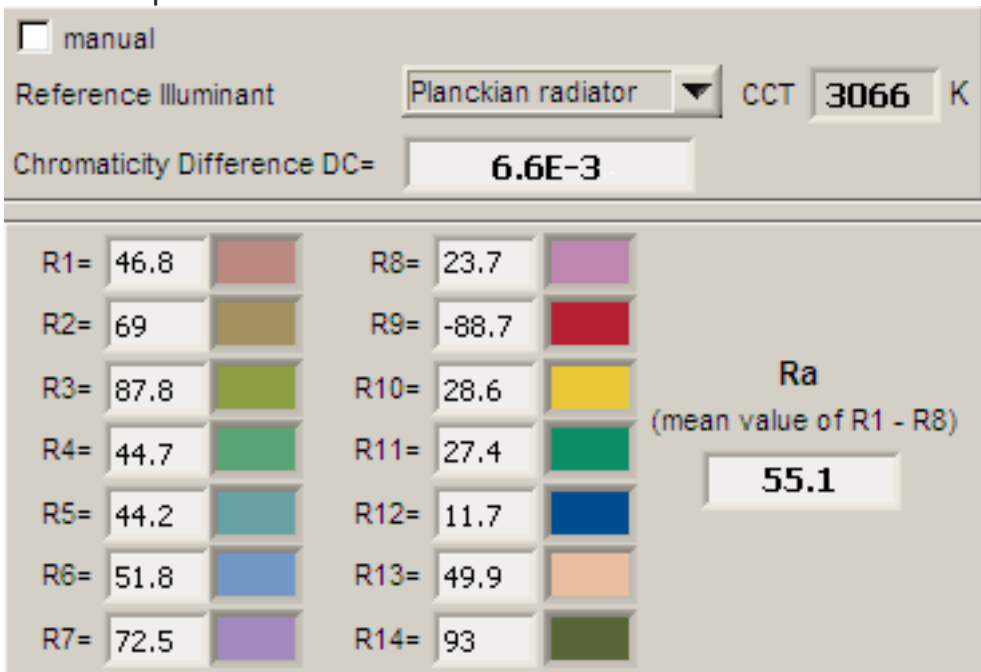 manual
Reference Illuminant Planckian radiator CCT 3066 K
Chromaticity Difference DC= 6.6E-3
R1= 46.8 R8= 23.7
R2= 69 R9= -88.7
R3= 87.8 R10= 28.6
R4= 44.7 R11= 27.4
R5= 44.2 R12= 11.7
R6= 51.8 R13= 49.9
R7= 72.5 R14= 93
Ra
(mean value of R1 - R8)
55.1